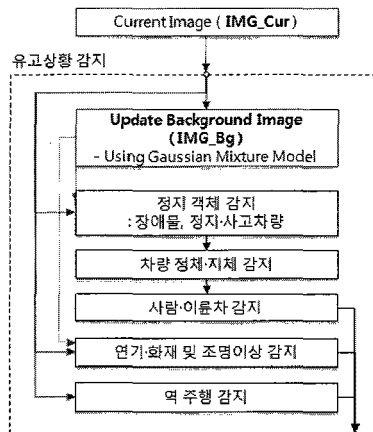 Current Image ( IMG_Cur )
유고상황 감지
Update Background Image
(IMG_Bg)
- Using Gaussian Mixture Model
정지 객체 감지
: 장애물, 정지·사고차량
차량 정체·지체 감지
사람·이륜차 감지
연기·화재 및 조명이상 감지
역 주행 감지